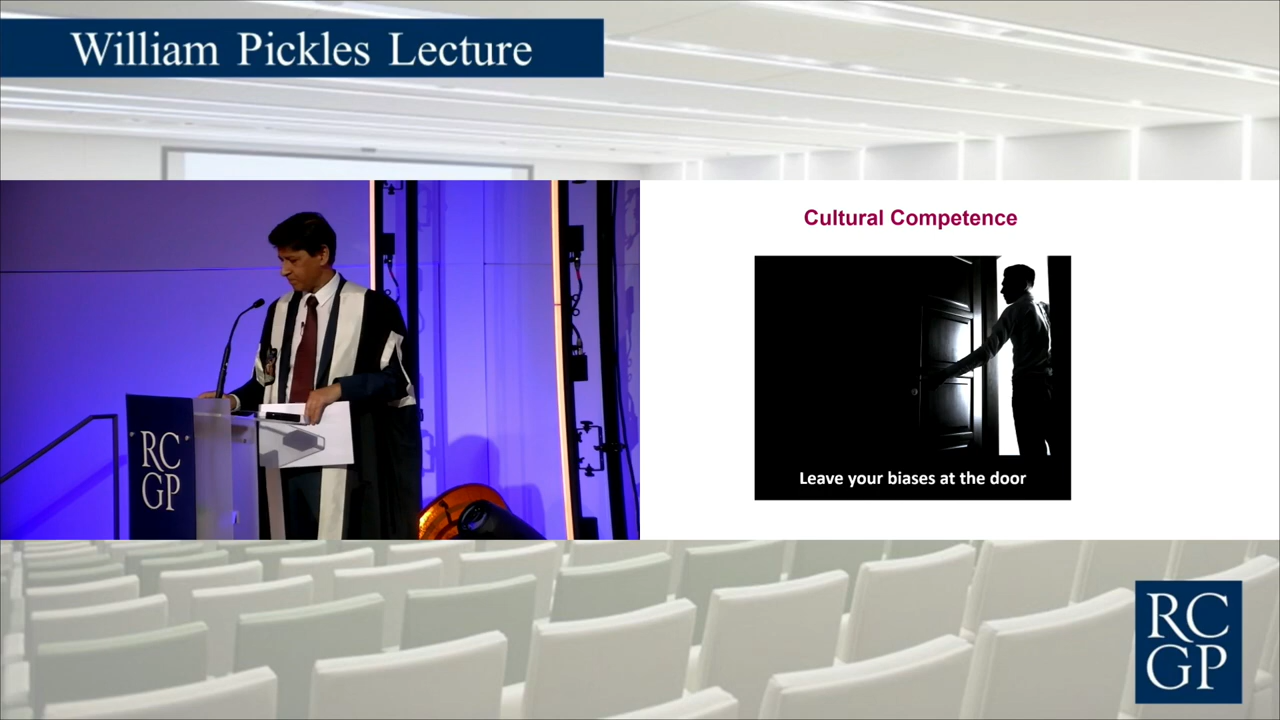 William Pickles Lecture
Cultural Competence
Leave your biases at the door
RC
GP
RC
GP